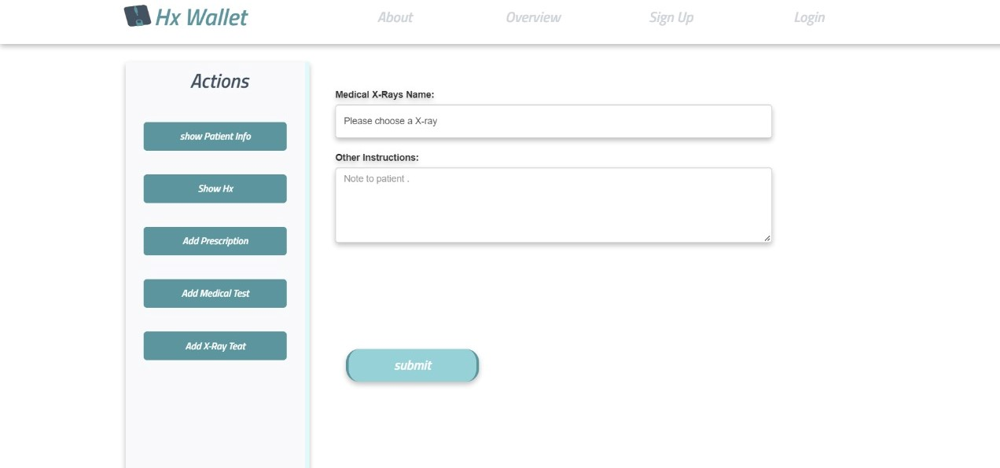 Hx Wallet About Overview Sign Up Login
Actions
show Patient Info
Show Hx
Add Prescription
Add Medical Test
Add X-Ray Teat
Medical X-Rays Name:
Please choose a X-ray
Other Instructions:
Note to patient .
submit